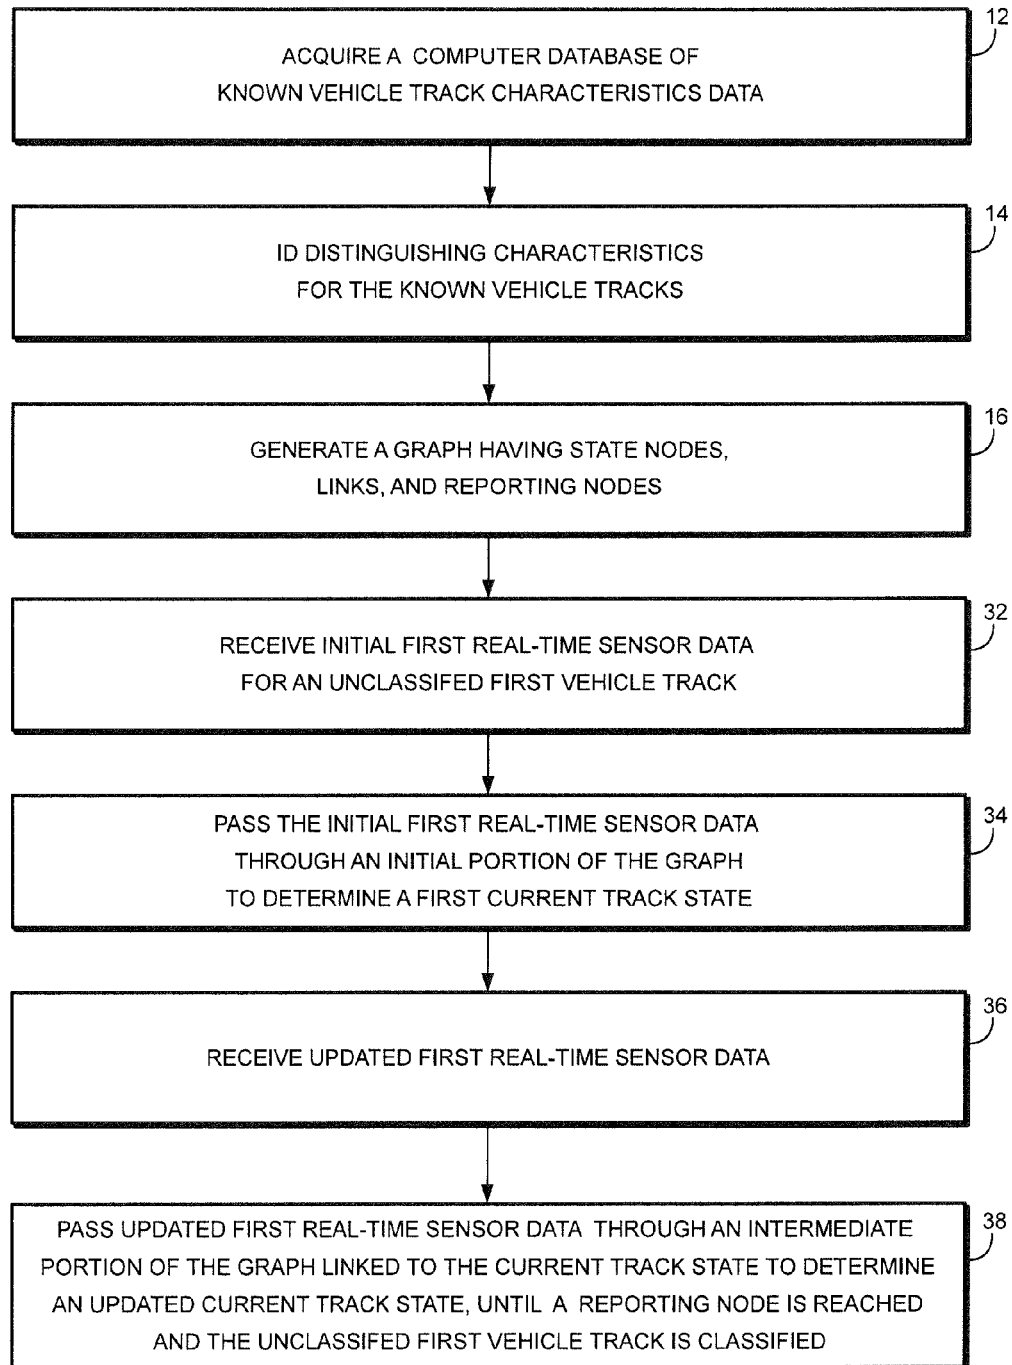 12
ACQUIRE A COMPUTER DATABASE OF
KNOWN VEHICLE TRACK CHARACTERISTICS DATA
14
ID DISTINGUISHING CHARACTERISTICS
FOR THE KNOWN VEHICLE TRACKS
16
GENERATE A GRAPH HAVING STATE NODES,
LINKS, AND REPORTING NODES
32
RECEIVE INITIAL FIRST REAL-TIME SENSOR DATA
FOR AN UNCLASSIFED FIRST VEHICLE TRACK
34
PASS THE INITIAL FIRST REAL-TIME SENSOR DATA
THROUGH AN INITIAL PORTION OF THE GRAPH
TO DETERMINE A FIRST CURRENT TRACK STATE
36
RECEIVE UPDATED FIRST REAL-TIME SENSOR DATA
38
PASS UPDATED FIRST REAL-TIME SENSOR DATA THROUGH AN INTERMEDIATE
PORTION OF THE GRAPH LINKED TO THE CURRENT TRACK STATE TO DETERMINE
AN UPDATED CURRENT TRACK STATE, UNTIL A REPORTING NODE IS REACHED
AND THE UNCLASSIFED FIRST VEHICLE TRACK IS CLASSIFIED